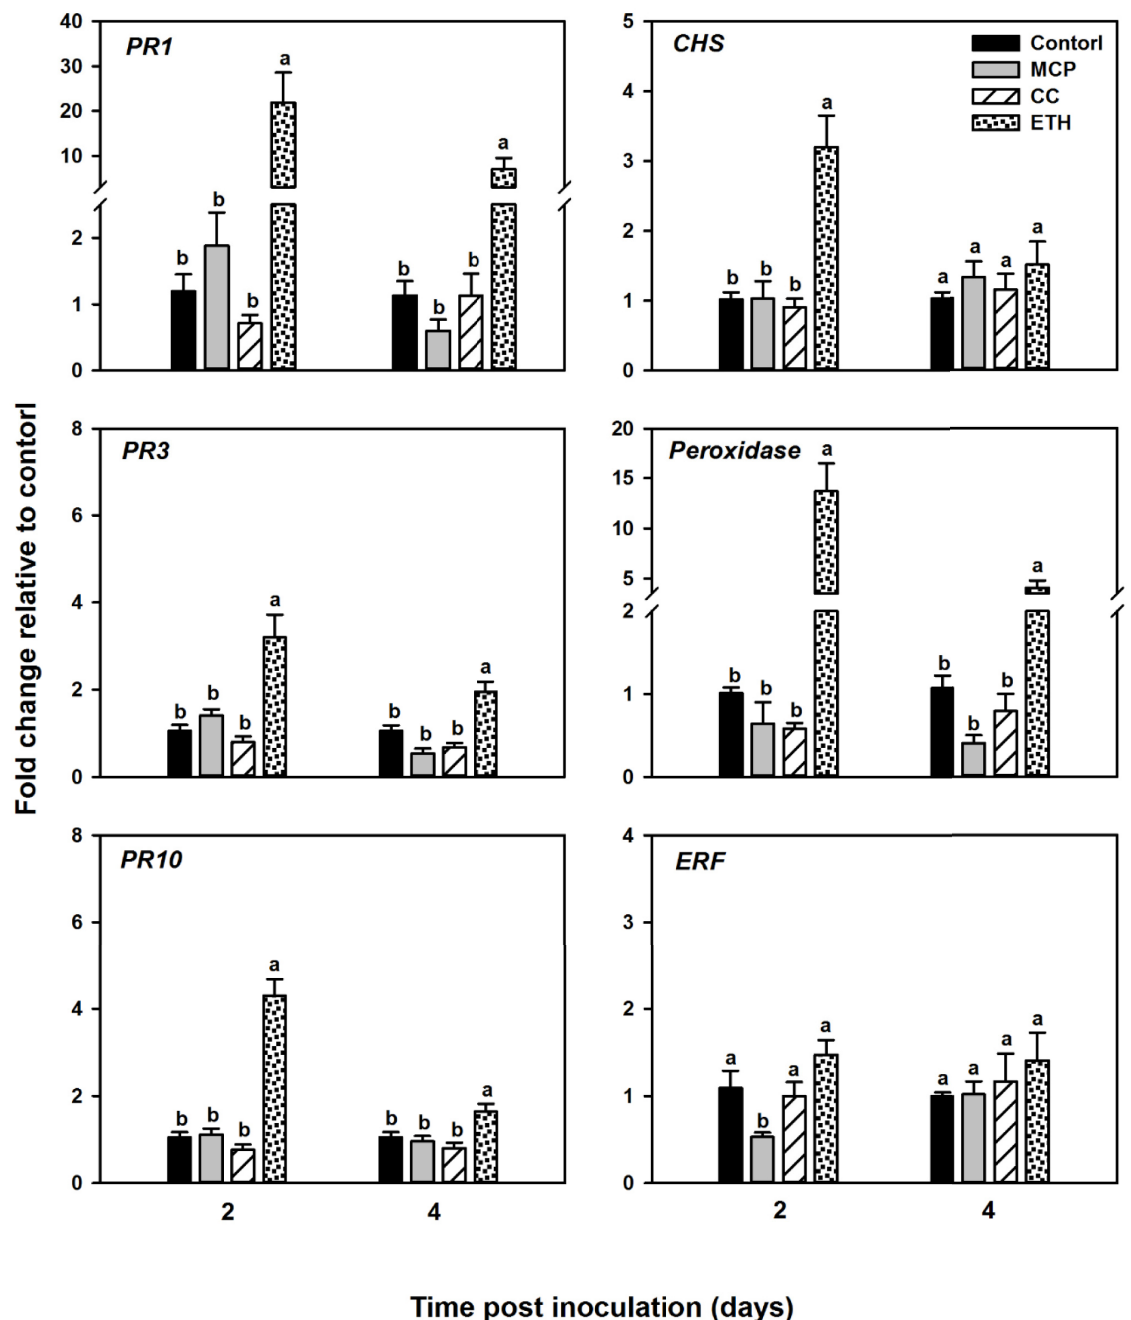 PR1
40
30
20
10
2
1
0
b b b a b b b a
CHS
5
4
3
2
1
0
b b b a a a a a
Contorl
MCP
CC
ETH
Fold change relative to contorl
PR3
8
6
4
2
0
b b b a b b b a
Peroxidase
20
15
10
5
2
1
0
b b b a b b b a
PR10
8
6
4
2
0
b b b a b b b a
2 4
ERF
4
3
2
1
0
a b a a a a a a
2 4
Time post inoculation (days)